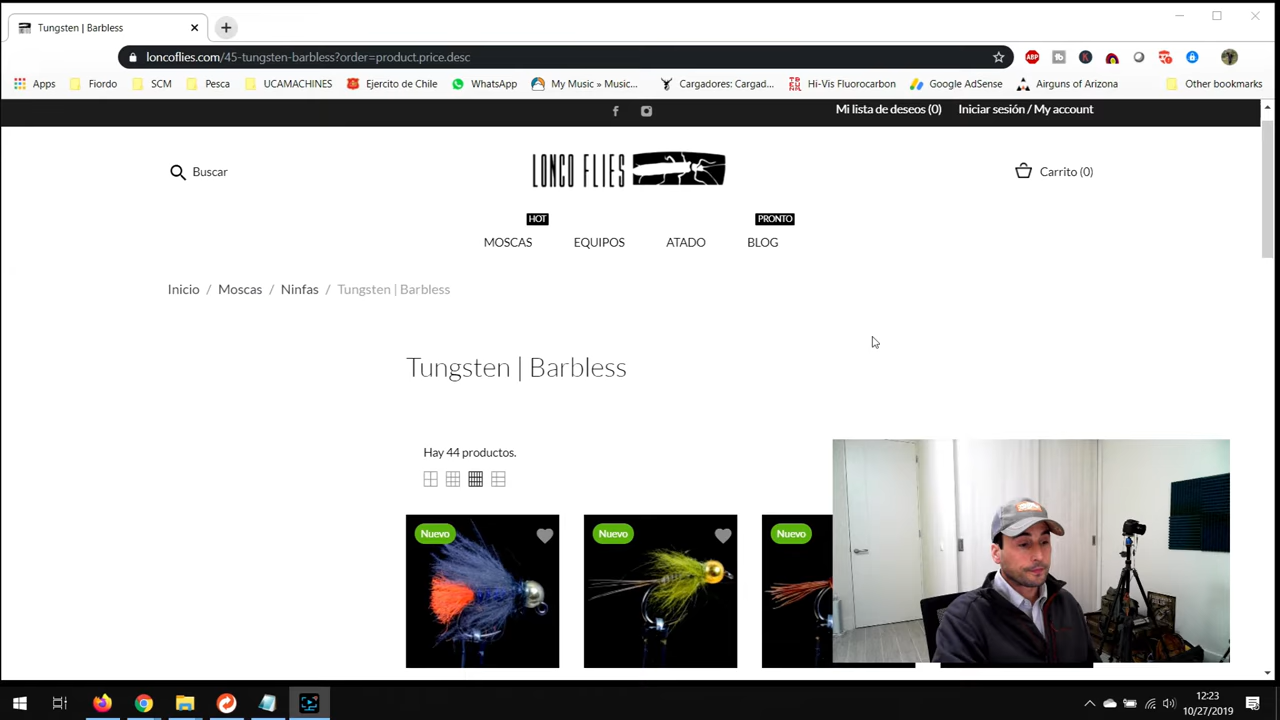 Tungsten | Barbless
loncoflies.com/45-tungsten-barbless?order=product.price.desc
ABP
Apps Fiordo SCM Pesca UCAMACHINES Ejercito de Chile WhatsApp My Music » Music... Cargadores: Cargad... Hi-Vis Fluorocarbon Google AdSense Airguns of Arizona Other bookmarks
Mi lista de deseos (0) Iniciar sesión / My account
Buscar LONCO FLIES Carrito (0)
HOT PRONTO
MOSCAS EQUIPOS ATADO BLOG
Inicio / Moscas / Ninfas / Tungsten | Barbless
Tungsten | Barbless
Hay 44 productos.
Nuevo Nuevo Nuevo
12:23
10/27/2019